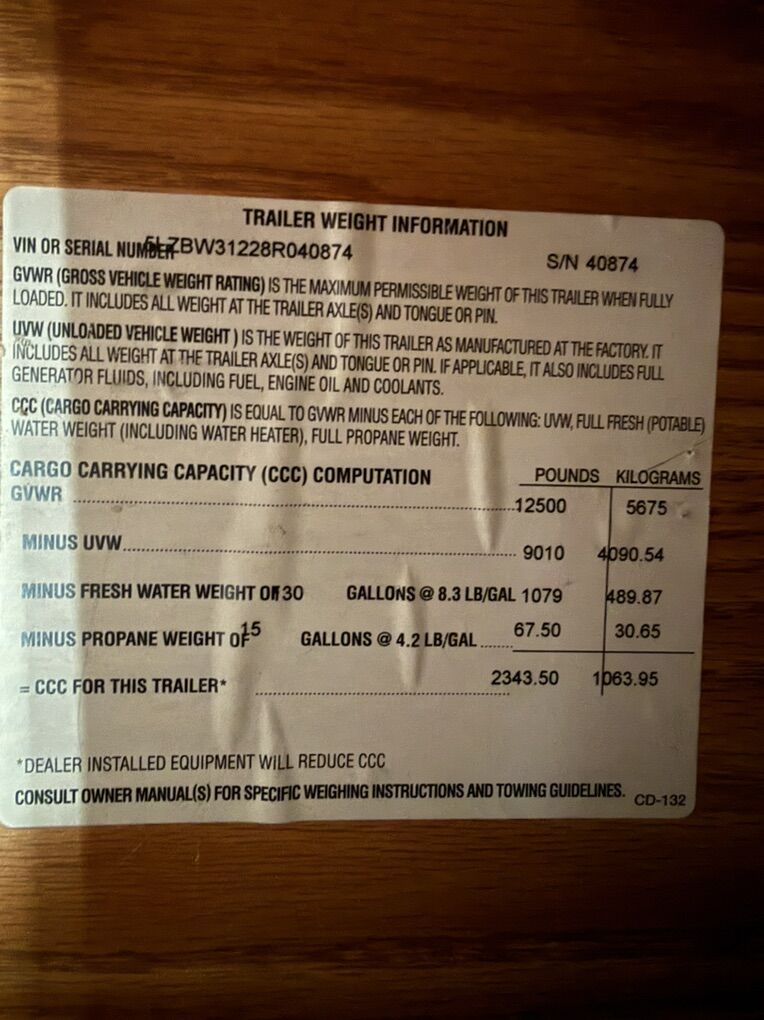 TRAILER WEIGHT INFORMATION
VIN OR SERIAL NUMBER 5LZBW31228R040874 S/N 40874
GVWR (GROSS VEHICLE WEIGHT RATING) IS THE MAXIMUM PERMISSIBLE WEIGHT OF THIS TRAILER WHEN FULLY
LOADED. IT INCLUDES ALL WEIGHT AT THE TRAILER AXLE(S) AND TONGUE OR PIN.
UVW (UNLOADED VEHICLE WEIGHT ) IS THE WEIGHT OF THIS TRAILER AS MANUFACTURED AT THE FACTORY. IT
INCLUDES ALL WEIGHT AT THE TRAILER AXLE(S) AND TONGUE OR PIN. IF APPLICABLE, IT ALSO INCLUDES FULL
GENERATOR FLUIDS, INCLUDING FUEL, ENGINE OIL AND COOLANTS.
CCC (CARGO CARRYING CAPACITY) IS EQUAL TO GVWR MINUS EACH OF THE FOLLOWING: UVW, FULL FRESH (POTABLE)
WATER WEIGHT (INCLUDING WATER HEATER), FULL PROPANE WEIGHT.
CARGO CARRYING CAPACITY (CCC) COMPUTATION POUNDS KILOGRAMS
GVWR 12500 5675
MINUS UVW 9010 4090.54
MINUS FRESH WATER WEIGHT OF 130 GALLONS @ 8.3 LB/GAL 1079 489.87
MINUS PROPANE WEIGHT OF 15 GALLONS @ 4.2 LB/GAL 67.50 30.65
= CCC FOR THIS TRAILER* 2343.50 1063.95
*DEALER INSTALLED EQUIPMENT WILL REDUCE CCC
CONSULT OWNER MANUAL(S) FOR SPECIFIC WEIGHING INSTRUCTIONS AND TOWING GUIDELINES. CD-132